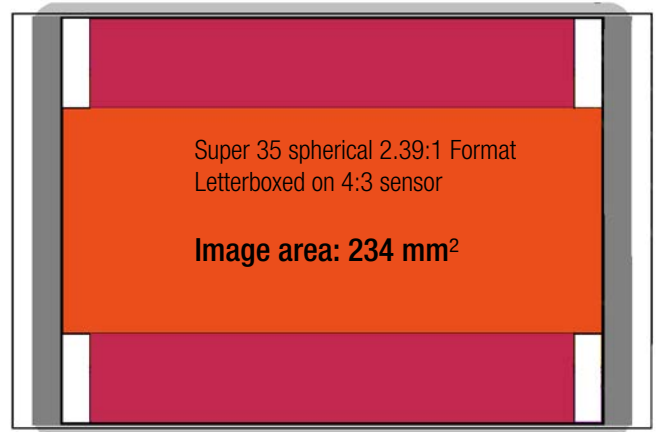 Super 35 spherical 2.39:1 Format
Letterboxed on 4:3 sensor
Image area: 234 mm²